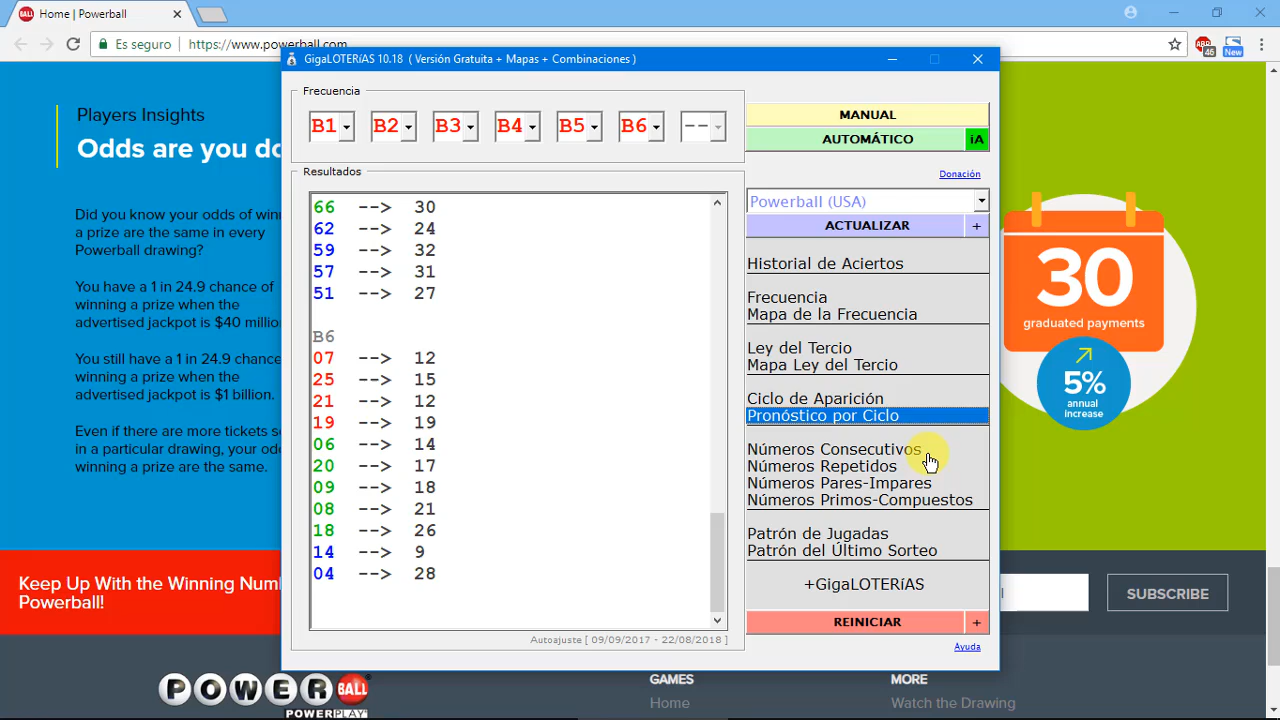 Home | Powerball
Es seguro
https://www.powerball.com
46
New
Players Insights
Odds are you do
Did you know your odds of win
a prize are the same in every
Powerball drawing?
You have a 1 in 24.9 chance of
winning a prize when the
advertised jackpot is $40 millio
You still have a 1 in 24.9 chanc
winning a prize when the
advertised jackpot is $1 billion.
Even if there are more tickets s
in a particular drawing, your od
winning a prize are the same.
Keep Up With the Winning Num
Powerball!
POWERBALL
POWERPLAY
GigaLOTERíAS 10.18 ( Versión Gratuita + Mapas + Combinaciones )
Frecuencia
B1 B2 B3 B4 B5 B6 --
Resultados
66 --> 30
62 --> 24
59 --> 32
57 --> 31
51 --> 27
B6
07 --> 12
25 --> 15
21 --> 12
19 --> 19
06 --> 14
20 --> 17
09 --> 18
08 --> 21
18 --> 26
14 --> 9
04 --> 28
Autoajuste [ 09/09/2017 - 22/08/2018 ]
MANUAL
AUTOMÁTICO iA
Donación
Powerball (USA)
ACTUALIZAR +
Historial de Aciertos
Frecuencia
Mapa de la Frecuencia
Ley del Tercio
Mapa Ley del Tercio
Ciclo de Aparición
Pronóstico por Ciclo
Números Consecutivos
Números Repetidos
Números Pares-Impares
Números Primos-Compuestos
Patrón de Jugadas
Patrón del Último Sorteo
+GigaLOTERíAS
REINICIAR +
Ayuda
30
graduated payments
5%
annual
increase
SUBSCRIBE
GAMES
Home
MORE
Watch the Drawing